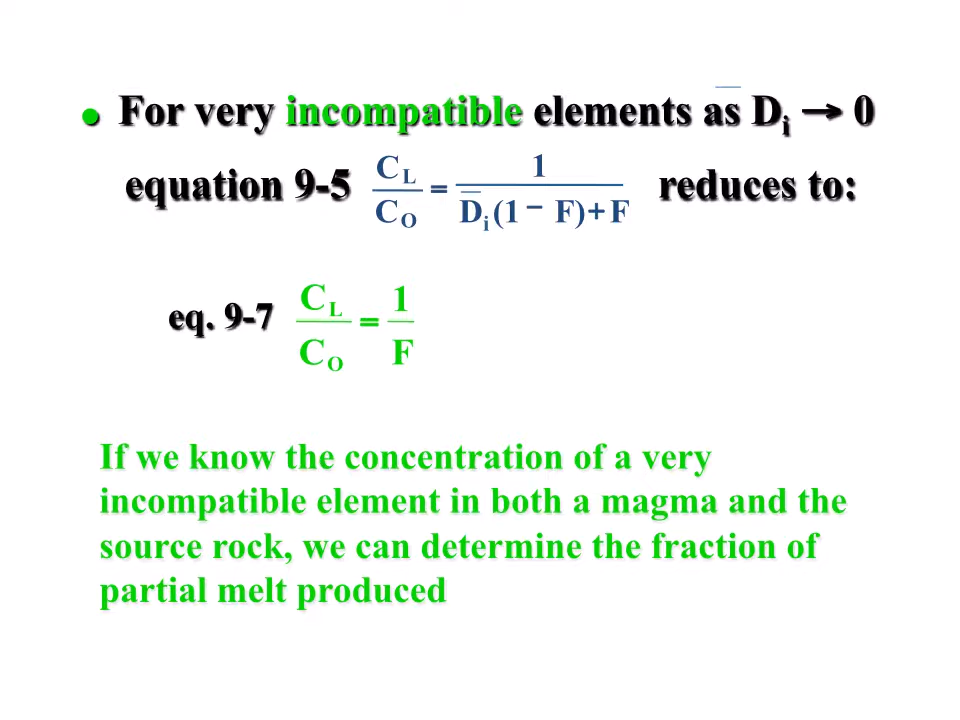 • For very incompatible elements as D̅ᵢ → 0
equation 9-5 C_L/C_O = 1/(D̅ᵢ(1 − F)+F) reduces to:
eq. 9-7 C_L/C_O = 1/F
If we know the concentration of a very
incompatible element in both a magma and the
source rock, we can determine the fraction of
partial melt produced